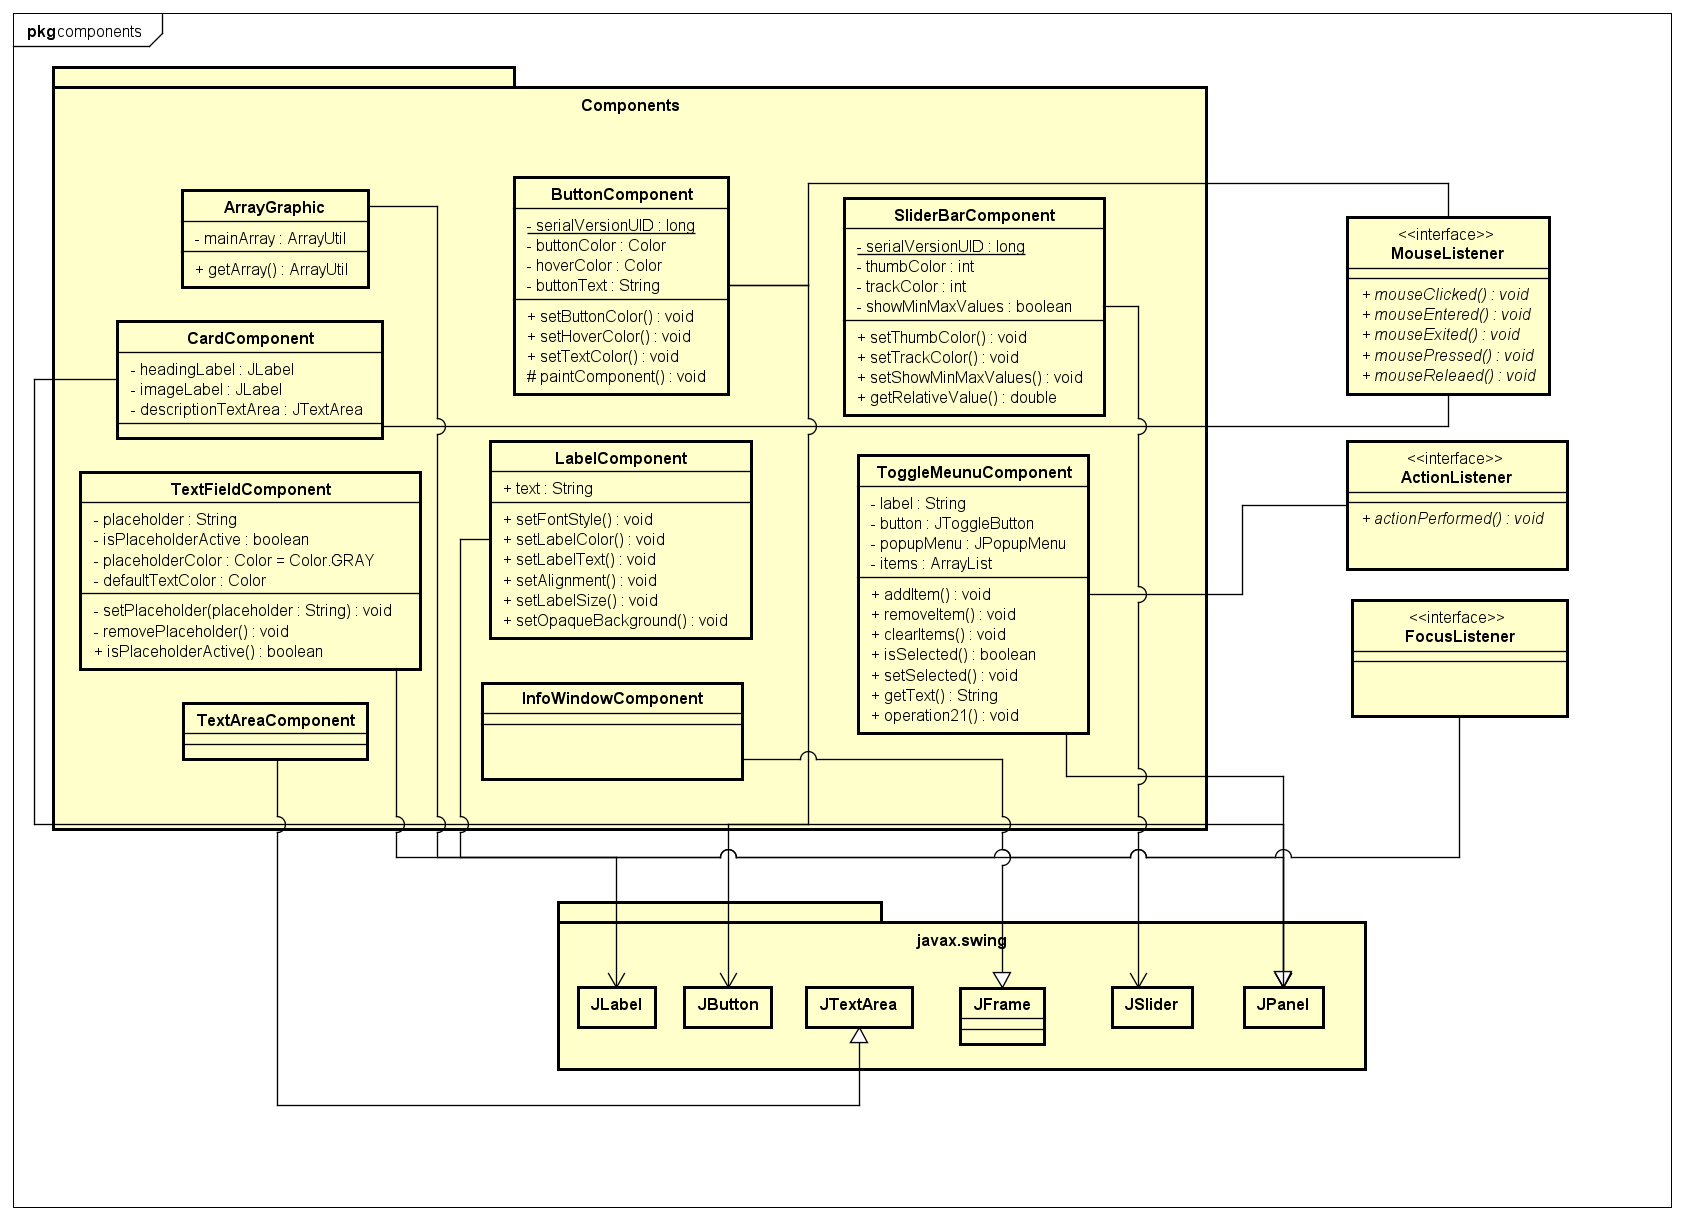 pkg components
Components
ArrayGraphic
- mainArray : ArrayUtil
+ getArray() : ArrayUtil
ButtonComponent
- serialVersionUID : long
- buttonColor : Color
- hoverColor : Color
- buttonText : String
+ setButtonColor() : void
+ setHoverColor() : void
+ setTextColor() : void
# paintComponent() : void
SliderBarComponent
- serialVersionUID : long
- thumbColor : int
- trackColor : int
- showMinMaxValues : boolean
+ setThumbColor() : void
+ setTrackColor() : void
+ setShowMinMaxValues() : void
+ getRelativeValue() : double
<<interface>>
MouseListener
+ mouseClicked() : void
+ mouseEntered() : void
+ mouseExited() : void
+ mousePressed() : void
+ mouseReleaed() : void
CardComponent
- headingLabel : JLabel
- imageLabel : JLabel
- descriptionTextArea : JTextArea
LabelComponent
+ text : String
+ setFontStyle() : void
+ setLabelColor() : void
+ setLabelText() : void
+ setAlignment() : void
+ setLabelSize() : void
+ setOpaqueBackground() : void
ToggleMeunuComponent
- label : String
- button : JToggleButton
- popupMenu : JPopupMenu
- items : ArrayList
+ addItem() : void
+ removeItem() : void
+ clearItems() : void
+ isSelected() : boolean
+ setSelected() : void
+ getText() : String
+ operation21() : void
<<interface>>
ActionListener
+ actionPerformed() : void
TextFieldComponent
- placeholder : String
- isPlaceholderActive : boolean
- placeholderColor : Color = Color.GRAY
- defaultTextColor : Color
- setPlaceholder(placeholder : String) : void
- removePlaceholder() : void
+ isPlaceholderActive() : boolean
<<interface>>
FocusListener
TextAreaComponent
InfoWindowComponent
javax.swing
JLabel
JButton
JTextArea
JFrame
JSlider
JPanel